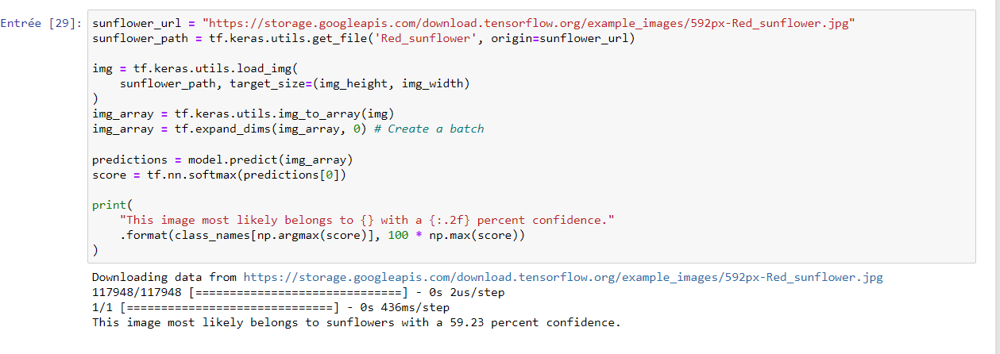 Entrée [29]: sunflower_url = "https://storage.googleapis.com/download.tensorflow.org/example_images/592px-Red_sunflower.jpg"
sunflower_path = tf.keras.utils.get_file('Red_sunflower', origin=sunflower_url)
img = tf.keras.utils.load_img(
    sunflower_path, target_size=(img_height, img_width)
)
img_array = tf.keras.utils.img_to_array(img)
img_array = tf.expand_dims(img_array, 0) # Create a batch
predictions = model.predict(img_array)
score = tf.nn.softmax(predictions[0])
print(
    "This image most likely belongs to {} with a {:.2f} percent confidence."
    .format(class_names[np.argmax(score)], 100 * np.max(score))
)
Downloading data from https://storage.googleapis.com/download.tensorflow.org/example_images/592px-Red_sunflower.jpg
117948/117948 [==============================] - 0s 2us/step
1/1 [==============================] - 0s 436ms/step
This image most likely belongs to sunflowers with a 59.23 percent confidence.